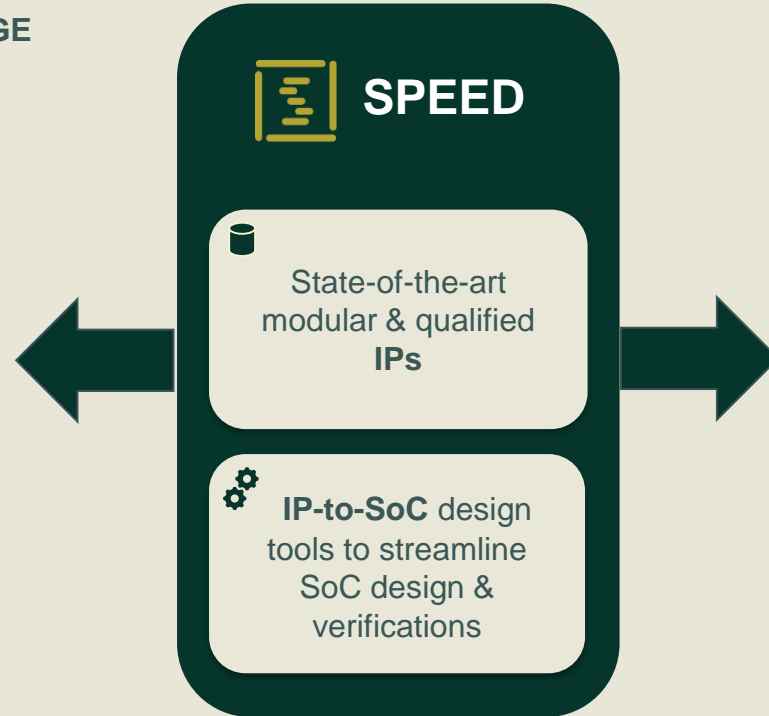 GE
SPEED
State-of-the-art
modular & qualified
IPs
IP-to-SoC design
tools to streamline
SoC design &
verifications